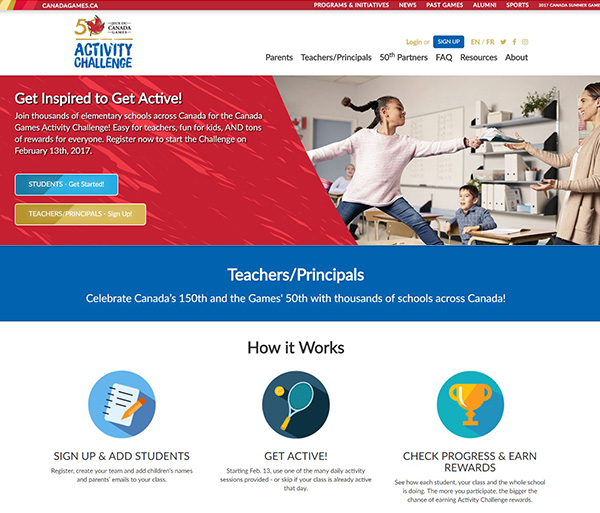 CANADAGAMES.CA PROGRAMS & INITIATIVES NEWS PAST GAMES ALUMNI SPORTS 2017 CANADA SUMMER GAME
50 JEUX DU CANADA GAMES
ACTIVITY CHALLENGE
Login or SIGN UP EN / FR
Parents Teachers/Principals 50th Partners FAQ Resources About
Get Inspired to Get Active!
Join thousands of elementary schools across Canada for the Canada
Games Activity Challenge! Easy for teachers, fun for kids, AND tons
of rewards for everyone. Register now to start the Challenge on
February 13th, 2017.
STUDENTS - Get Started!
TEACHERS/PRINCIPALS - Sign Up!
Teachers/Principals
Celebrate Canada's 150th and the Games' 50th with thousands of schools across Canada!
How it Works
SIGN UP & ADD STUDENTS
Register, create your team and add children's names
and parents' emails to your class.
GET ACTIVE!
Starting Feb. 13, use one of the many daily activity
sessions provided - or skip if your class is already active
that day.
CHECK PROGRESS & EARN
REWARDS
See how each student, your class and the whole school
is doing. The more you participate, the bigger the
chance of earning Activity Challenge rewards.